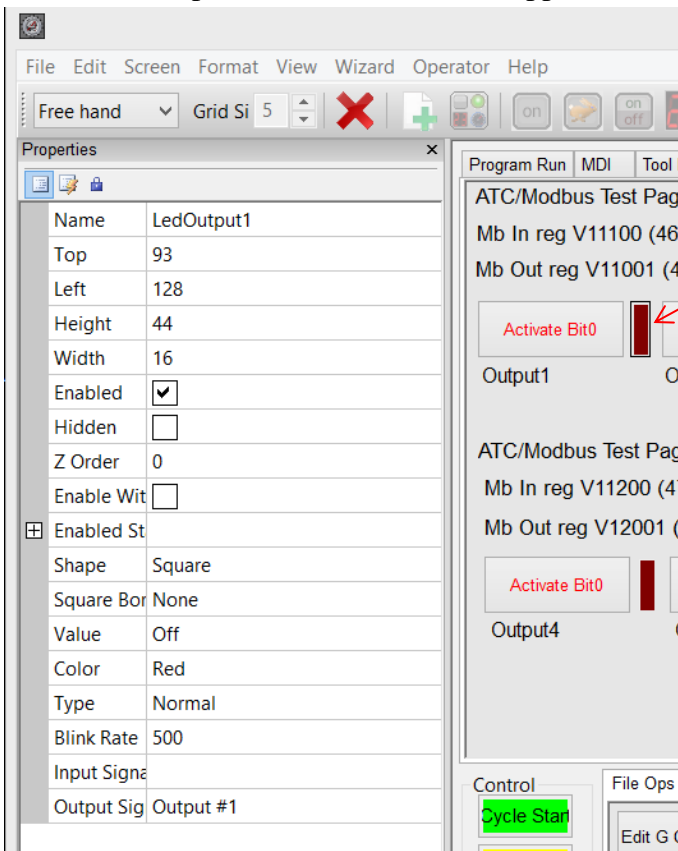 File Edit Screen Format View Wizard Operator Help
Free hand Grid Si 5 on on off
Properties x
Name LedOutput1
Top 93
Left 128
Height 44
Width 16
Enabled
Hidden
Z Order 0
Enable Wit
Enabled St
Shape Square
Square Bor None
Value Off
Color Red
Type Normal
Blink Rate 500
Input Signa
Output Sig Output #1
Program Run MDI Tool
ATC/Modbus Test Pag
Mb In reg V11100 (46
Mb Out reg V11001 (4
Activate Bit0
Output1 O
ATC/Modbus Test Pag
Mb In reg V11200 (4
Mb Out reg V12001 (
Activate Bit0
Output4
Control File Ops
Cycle Start
Edit G